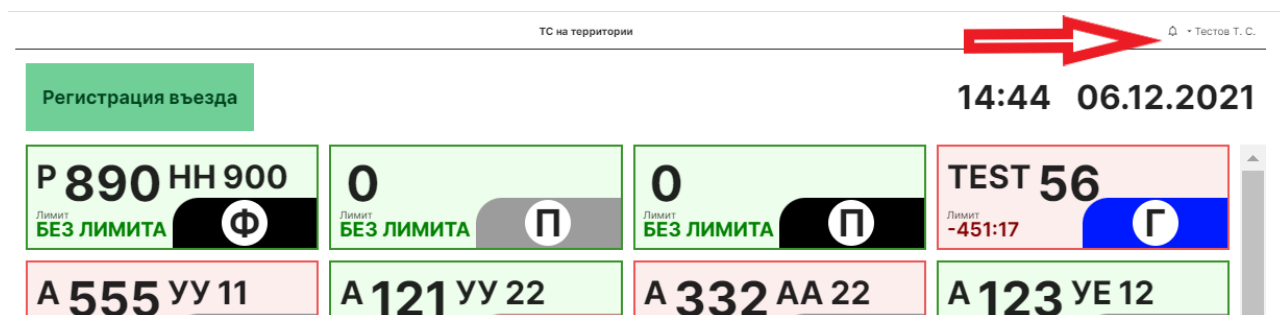 ТС на территории
Тестов Т. С.
Регистрация въезда
14:44 06.12.2021
Р 890 НН 900
Лимит
БЕЗ ЛИМИТА
Ф
0
Лимит
БЕЗ ЛИМИТА
П
0
Лимит
БЕЗ ЛИМИТА
П
TEST 56
Лимит
-451:17
Г
А 555 УУ 11
А 121 УУ 22
А 332 АА 22
А 123 УЕ 12